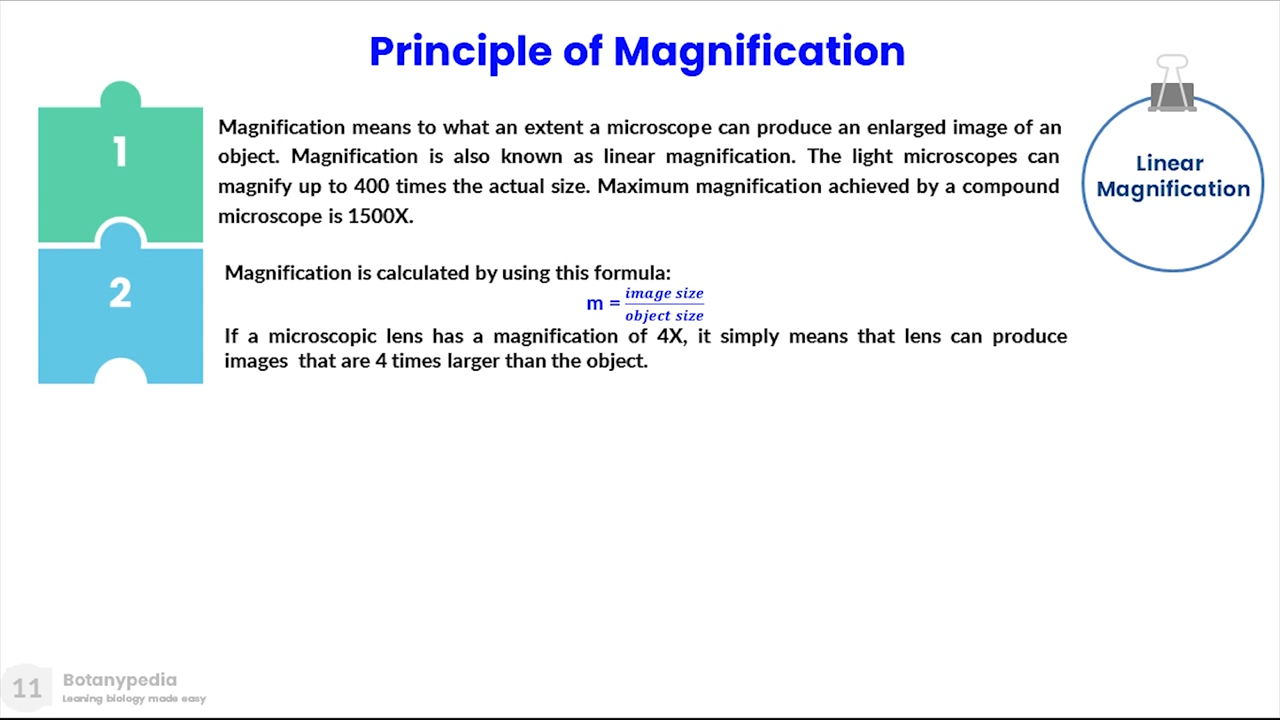 Principle of Magnification
1
Magnification means to what an extent a microscope can produce an enlarged image of an
object. Magnification is also known as linear magnification. The light microscopes can
magnify up to 400 times the actual size. Maximum magnification achieved by a compound
microscope is 1500X.
Linear
Magnification
2
Magnification is calculated by using this formula:
m = image size / object size
If a microscopic lens has a magnification of 4X, it simply means that lens can produce
images that are 4 times larger than the object.
11
Botanypedia
Leaning biology made easy